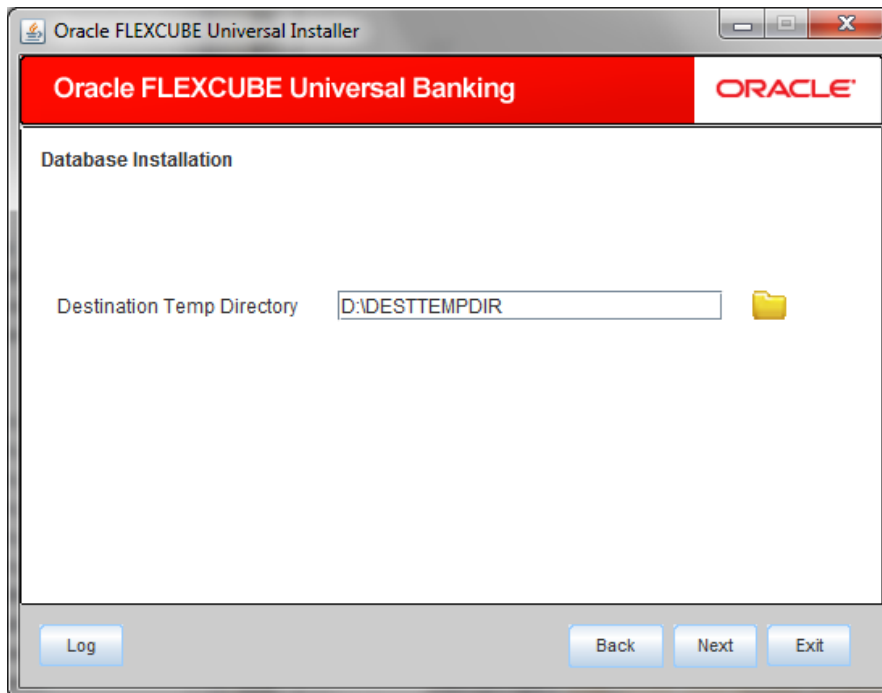 Oracle FLEXCUBE Universal Installer
Oracle FLEXCUBE Universal Banking
ORACLE
Database Installation
Destination Temp Directory D:\DESTTEMPDIR
Log Back Next Exit